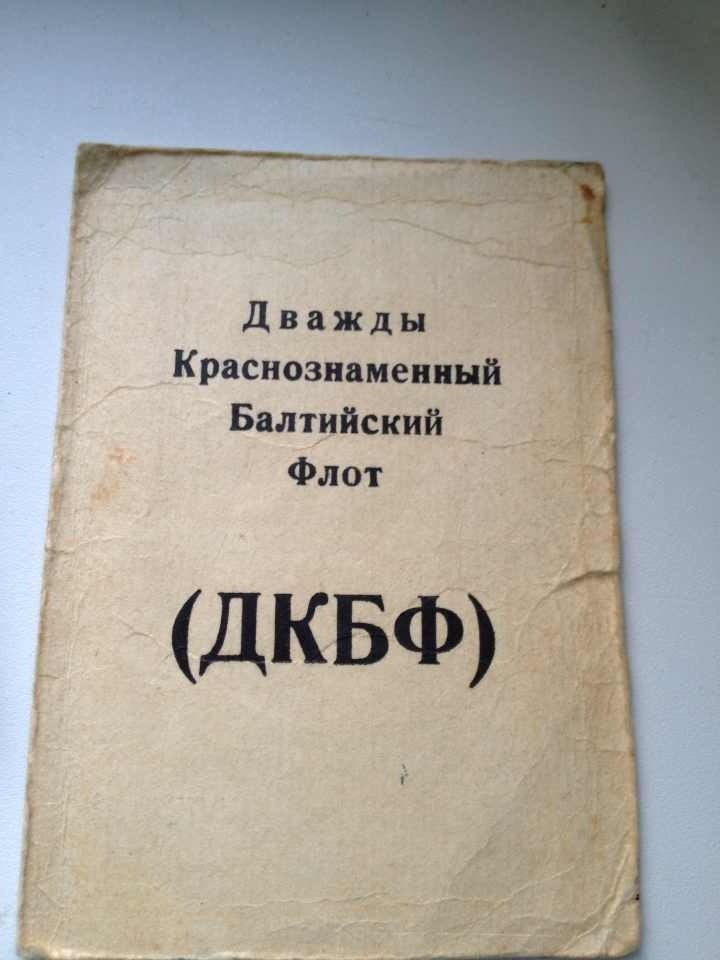 Дважды
Краснознаменный
Балтийский
Флот
(ДКБФ)